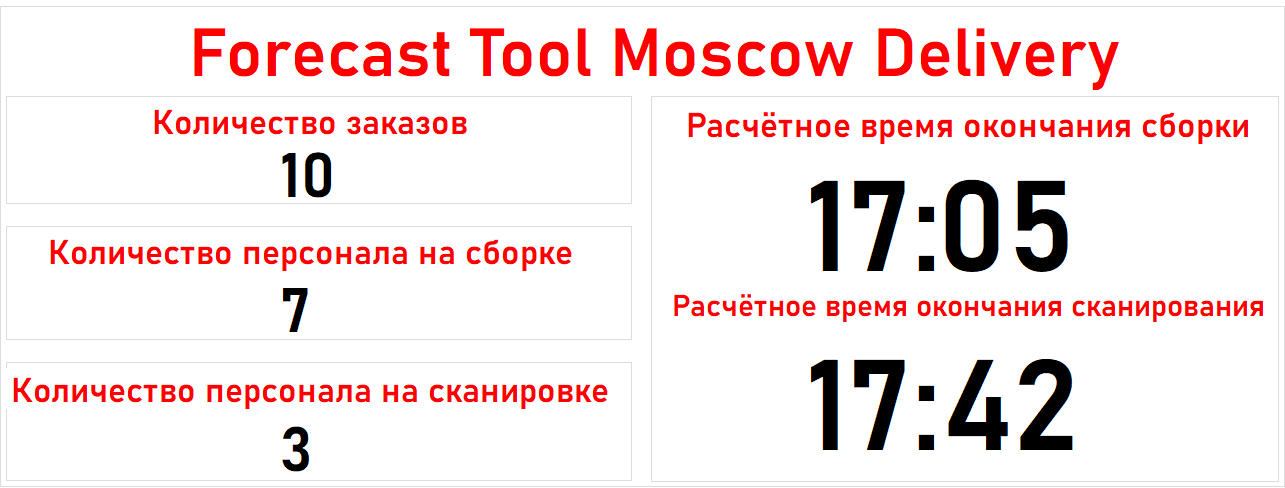 Forecast Tool Moscow Delivery
Количество заказов
10
Количество персонала на сборке
7
Количество персонала на сканировке
3
Расчётное время окончания сборки
17:05
Расчётное время окончания сканирования
17:42